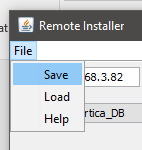 Remote Installer
File
Save
68.3.82
Load
Help
rtica_DB